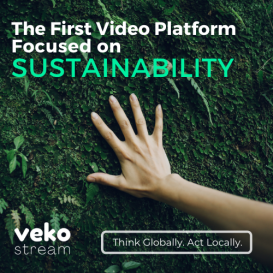 The First Video Platform
Focused on
SUSTAINABILITY
veko
stream
Think Globally. Act Locally.